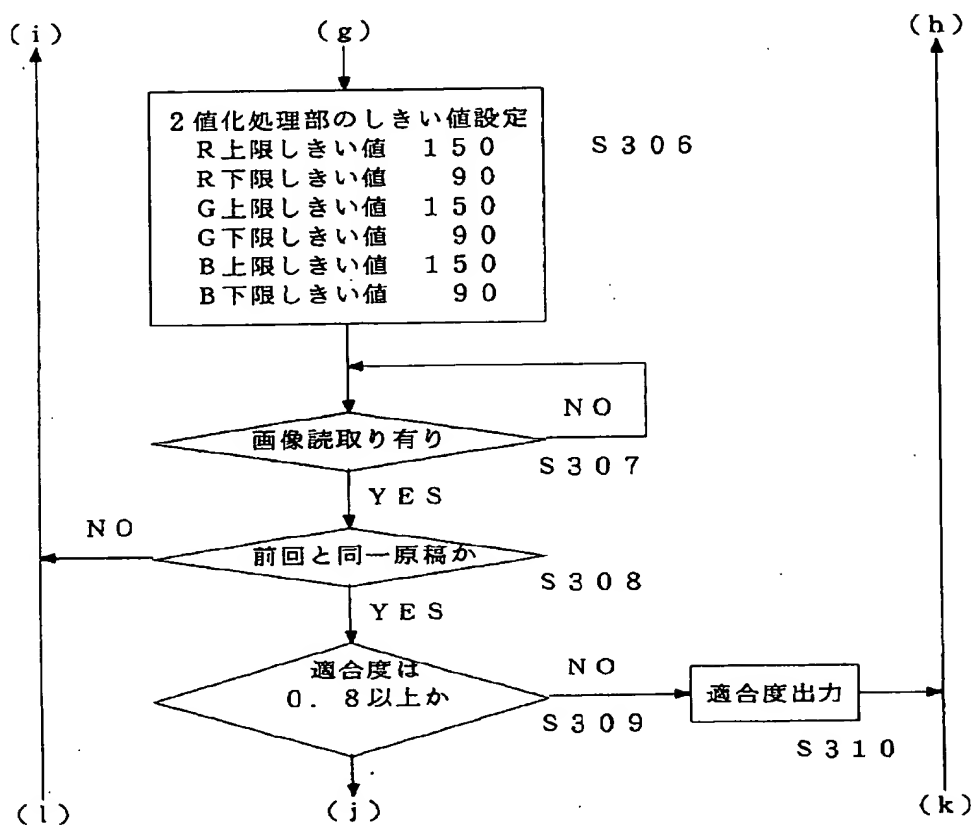 (i)
(g)
(h)
2値化処理部のしきい値設定
R上限しきい値 150
R下限しきい値 90
G上限しきい値 150
G下限しきい値 90
B上限しきい値 150
B下限しきい値 90
S306
NO
画像読取り有り
S307
YES
NO
前回と同一原稿か
S308
YES
適合度は
0.8以上か
NO
S309
適合度出力
S310
(l)
(j)
(k)